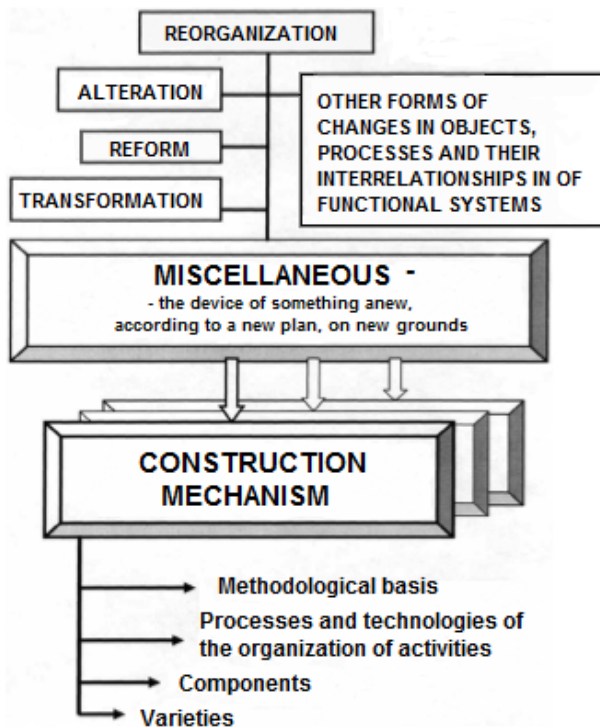 REORGANIZATION
ALTERATION
REFORM
TRANSFORMATION
OTHER FORMS OF
CHANGES IN OBJECTS,
PROCESSES AND THEIR
INTERRELATIONSHIPS IN OF
FUNCTIONAL SYSTEMS
MISCELLANEOUS -
- the device of something anew,
according to a new plan, on new grounds
CONSTRUCTION
MECHANISM
Methodological basis
Processes and technologies of
the organization of activities
Components
Varieties